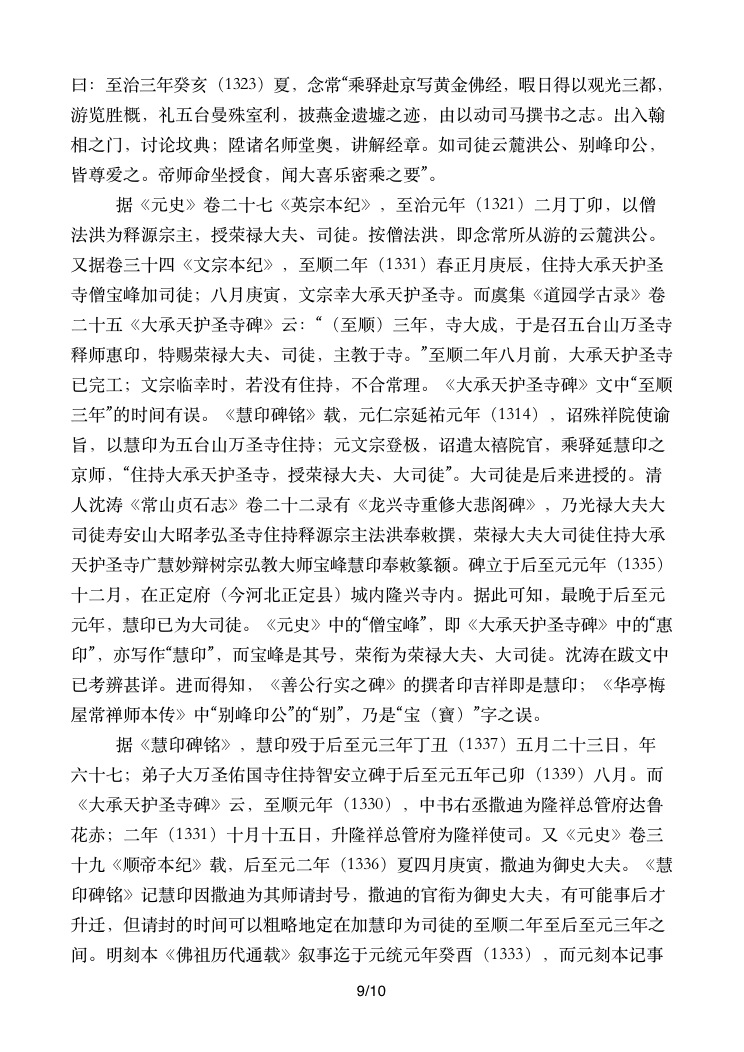 曰：至治三年癸亥（1323）夏，念常“乘驿赴京写黄金佛经，暇日得以观光三都，
游览胜概，礼五台曼殊室利，披燕金遗墟之迹，由以动司马撰书之志。出入翰
相之门，讨论坟典；陞诸名师堂奥，讲解经章。如司徒云麓洪公、别峰印公，
皆尊爱之。帝师命坐授食，闻大喜乐密乘之要”。
据《元史》卷二十七《英宗本纪》，至治元年（1321）二月丁卯，以僧
法洪为释源宗主，授荣禄大夫、司徒。按僧法洪，即念常所从游的云麓洪公。
又据卷三十四《文宗本纪》，至顺二年（1331）春正月庚辰，住持大承天护圣
寺僧宝峰加司徒；八月庚寅，文宗幸大承天护圣寺。而虞集《道园学古录》卷
二十五《大承天护圣寺碑》云：“（至顺）三年，寺大成，于是召五台山万圣寺
释师惠印，特赐荣禄大夫、司徒，主教于寺。”至顺二年八月前，大承天护圣寺
已完工；文宗临幸时，若没有住持，不合常理。《大承天护圣寺碑》文中“至顺
三年”的时间有误。《慧印碑铭》载，元仁宗延祐元年（1314），诏殊祥院使谕
旨，以慧印为五台山万圣寺住持；元文宗登极，诏遣太禧院官，乘驿延慧印之
京师，“住持大承天护圣寺，授荣禄大夫、大司徒”。大司徒是后来进授的。清
人沈涛《常山贞石志》卷二十二录有《龙兴寺重修大悲阁碑》，乃光禄大夫大
司徒寿安山大昭孝弘圣寺住持释源宗主法洪奉敕撰，荣禄大夫大司徒住持大承
天护圣寺广慧妙辩树宗弘教大师宝峰慧印奉敕篆额。碑立于后至元元年（1335）
十二月，在正定府（今河北正定县）城内隆兴寺内。据此可知，最晚于后至元
元年，慧印已为大司徒。《元史》中的“僧宝峰”，即《大承天护圣寺碑》中的“惠
印”，亦写作“慧印”，而宝峰是其号，荣衔为荣禄大夫、大司徒。沈涛在跋文中
已考辨甚详。进而得知，《善公行实之碑》的撰者印吉祥即是慧印；《华亭梅
屋常禅师本传》中“别峰印公”的“别”，乃是“宝（寶）”字之误。
据《慧印碑铭》，慧印殁于后至元三年丁丑（1337）五月二十三日，年
六十七；弟子大万圣佑国寺住持智安立碑于后至元五年己卯（1339）八月。而
《大承天护圣寺碑》云，至顺元年（1330），中书右丞撒迪为隆祥总管府达鲁
花赤；二年（1331）十月十五日，升隆祥总管府为隆祥使司。又《元史》卷三
十九《顺帝本纪》载，后至元二年（1336）夏四月庚寅，撒迪为御史大夫。《慧
印碑铭》记慧印因撒迪为其师请封号，撒迪的官衔为御史大夫，有可能事后才
升迁，但请封的时间可以粗略地定在加慧印为司徒的至顺二年至后至元三年之
间。明刻本《佛祖历代通载》叙事迄于元统元年癸酉（1333），而元刻本记事
9/10